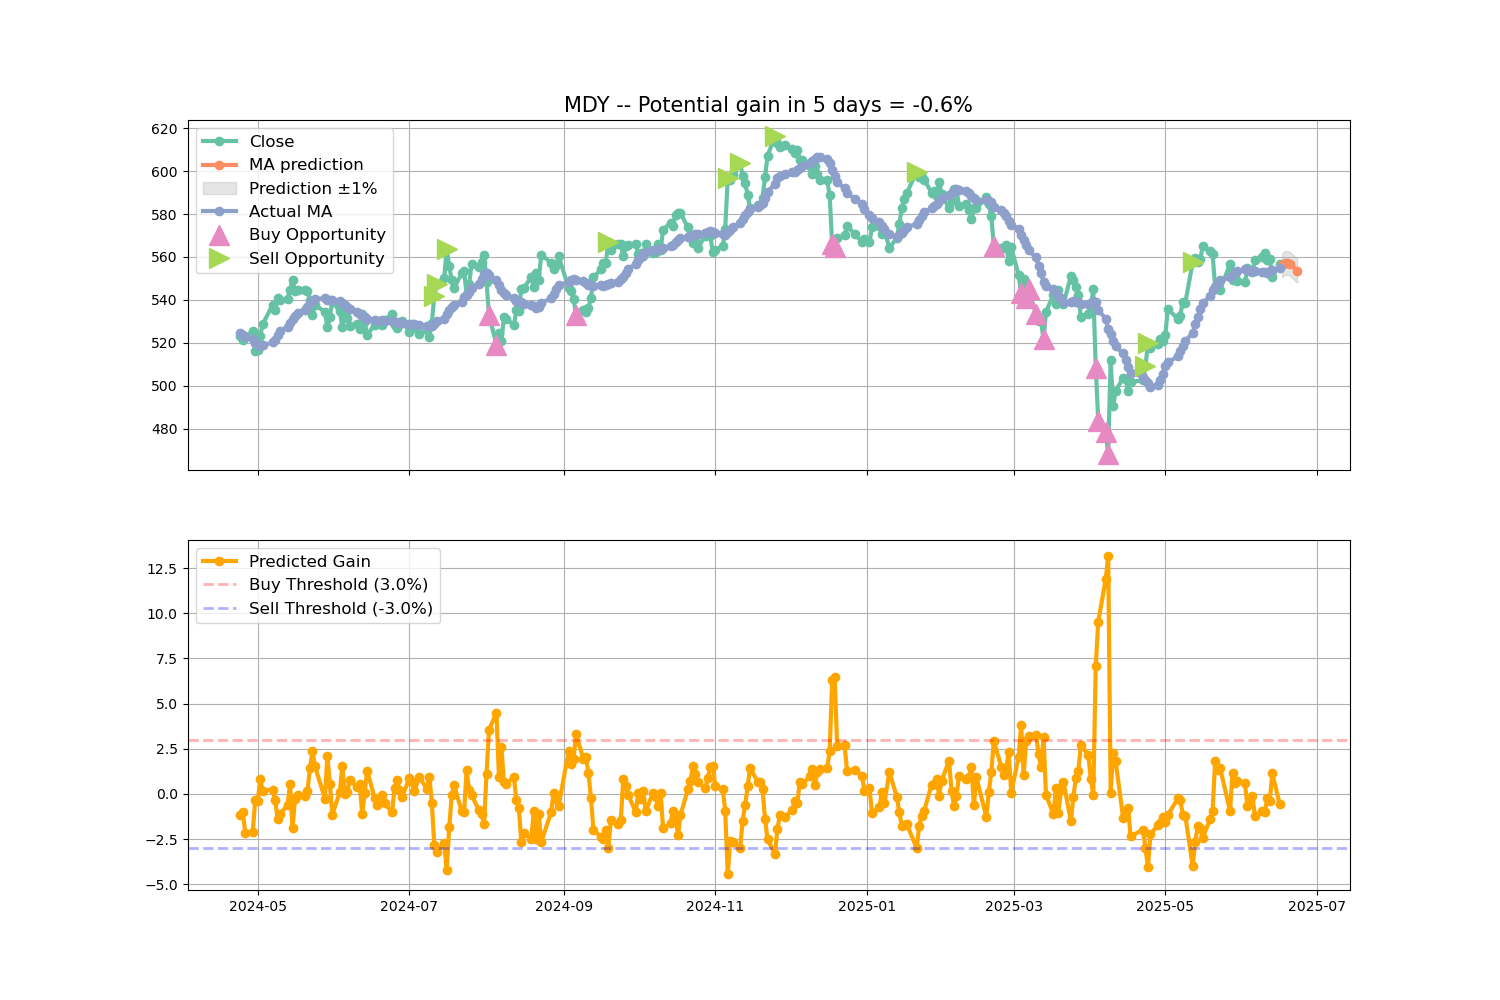 MDY -- Potential gain in 5 days = -0.6%
620
600
580
560
540
520
500
480
Close
MA prediction
Prediction ±1%
Actual MA
Buy Opportunity
Sell Opportunity
12.5
10.0
7.5
5.0
2.5
0.0
−2.5
−5.0
Predicted Gain
Buy Threshold (3.0%)
Sell Threshold (-3.0%)
2024-05 2024-07 2024-09 2024-11 2025-01 2025-03 2025-05 2025-07